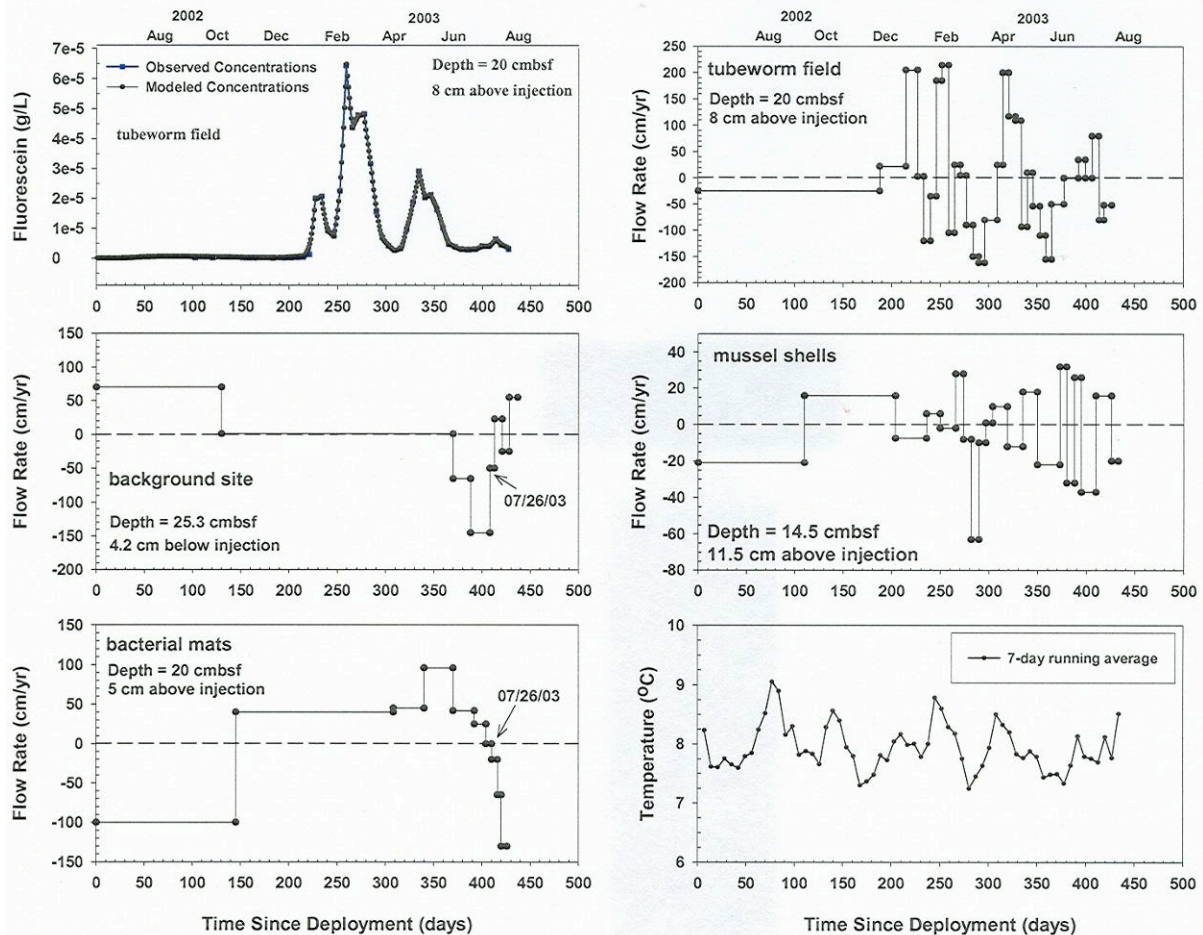 2002 2003
Aug Oct Dec Feb Apr Jun Aug
Fluorescein (g/L)
7e-5
6e-5
5e-5
4e-5
3e-5
2e-5
1e-5
0
Observed Concentrations
Modeled Concentrations
Depth = 20 cmbsf
8 cm above injection
tubeworm field
0 50 100 150 200 250 300 350 400 450 500
2002 2003
Aug Oct Dec Feb Apr Jun Aug
Flow Rate (cm/yr)
250
200
150
100
50
0
-50
-100
-150
-200
tubeworm field
Depth = 20 cmbsf
8 cm above injection
0 50 100 150 200 250 300 350 400 450 500
Flow Rate (cm/yr)
150
100
50
0
-50
-100
-150
-200
background site
Depth = 25.3 cmbsf
4.2 cm below injection
07/26/03
0 50 100 150 200 250 300 350 400 450 500
Flow Rate (cm/yr)
40
20
0
-20
-40
-60
-80
mussel shells
Depth = 14.5 cmbsf
11.5 cm above injection
0 50 100 150 200 250 300 350 400 450 500
Flow Rate (cm/yr)
150
100
50
0
-50
-100
-150
bacterial mats
Depth = 20 cmbsf
5 cm above injection
07/26/03
0 50 100 150 200 250 300 350 400 450 500
Time Since Deployment (days)
Temperature (°C)
10
9
8
7
6
7-day running average
0 50 100 150 200 250 300 350 400 450 500
Time Since Deployment (days)